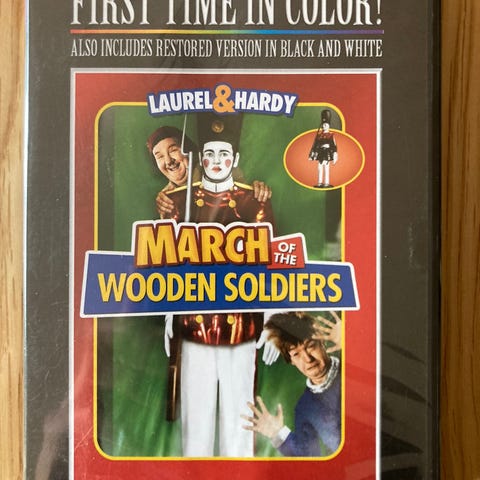 FIRST TIME IN COLOR!
ALSO INCLUDES RESTORED VERSION IN BLACK AND WHITE
LAUREL&HARDY
MARCH OF THE
WOODEN SOLDIERS